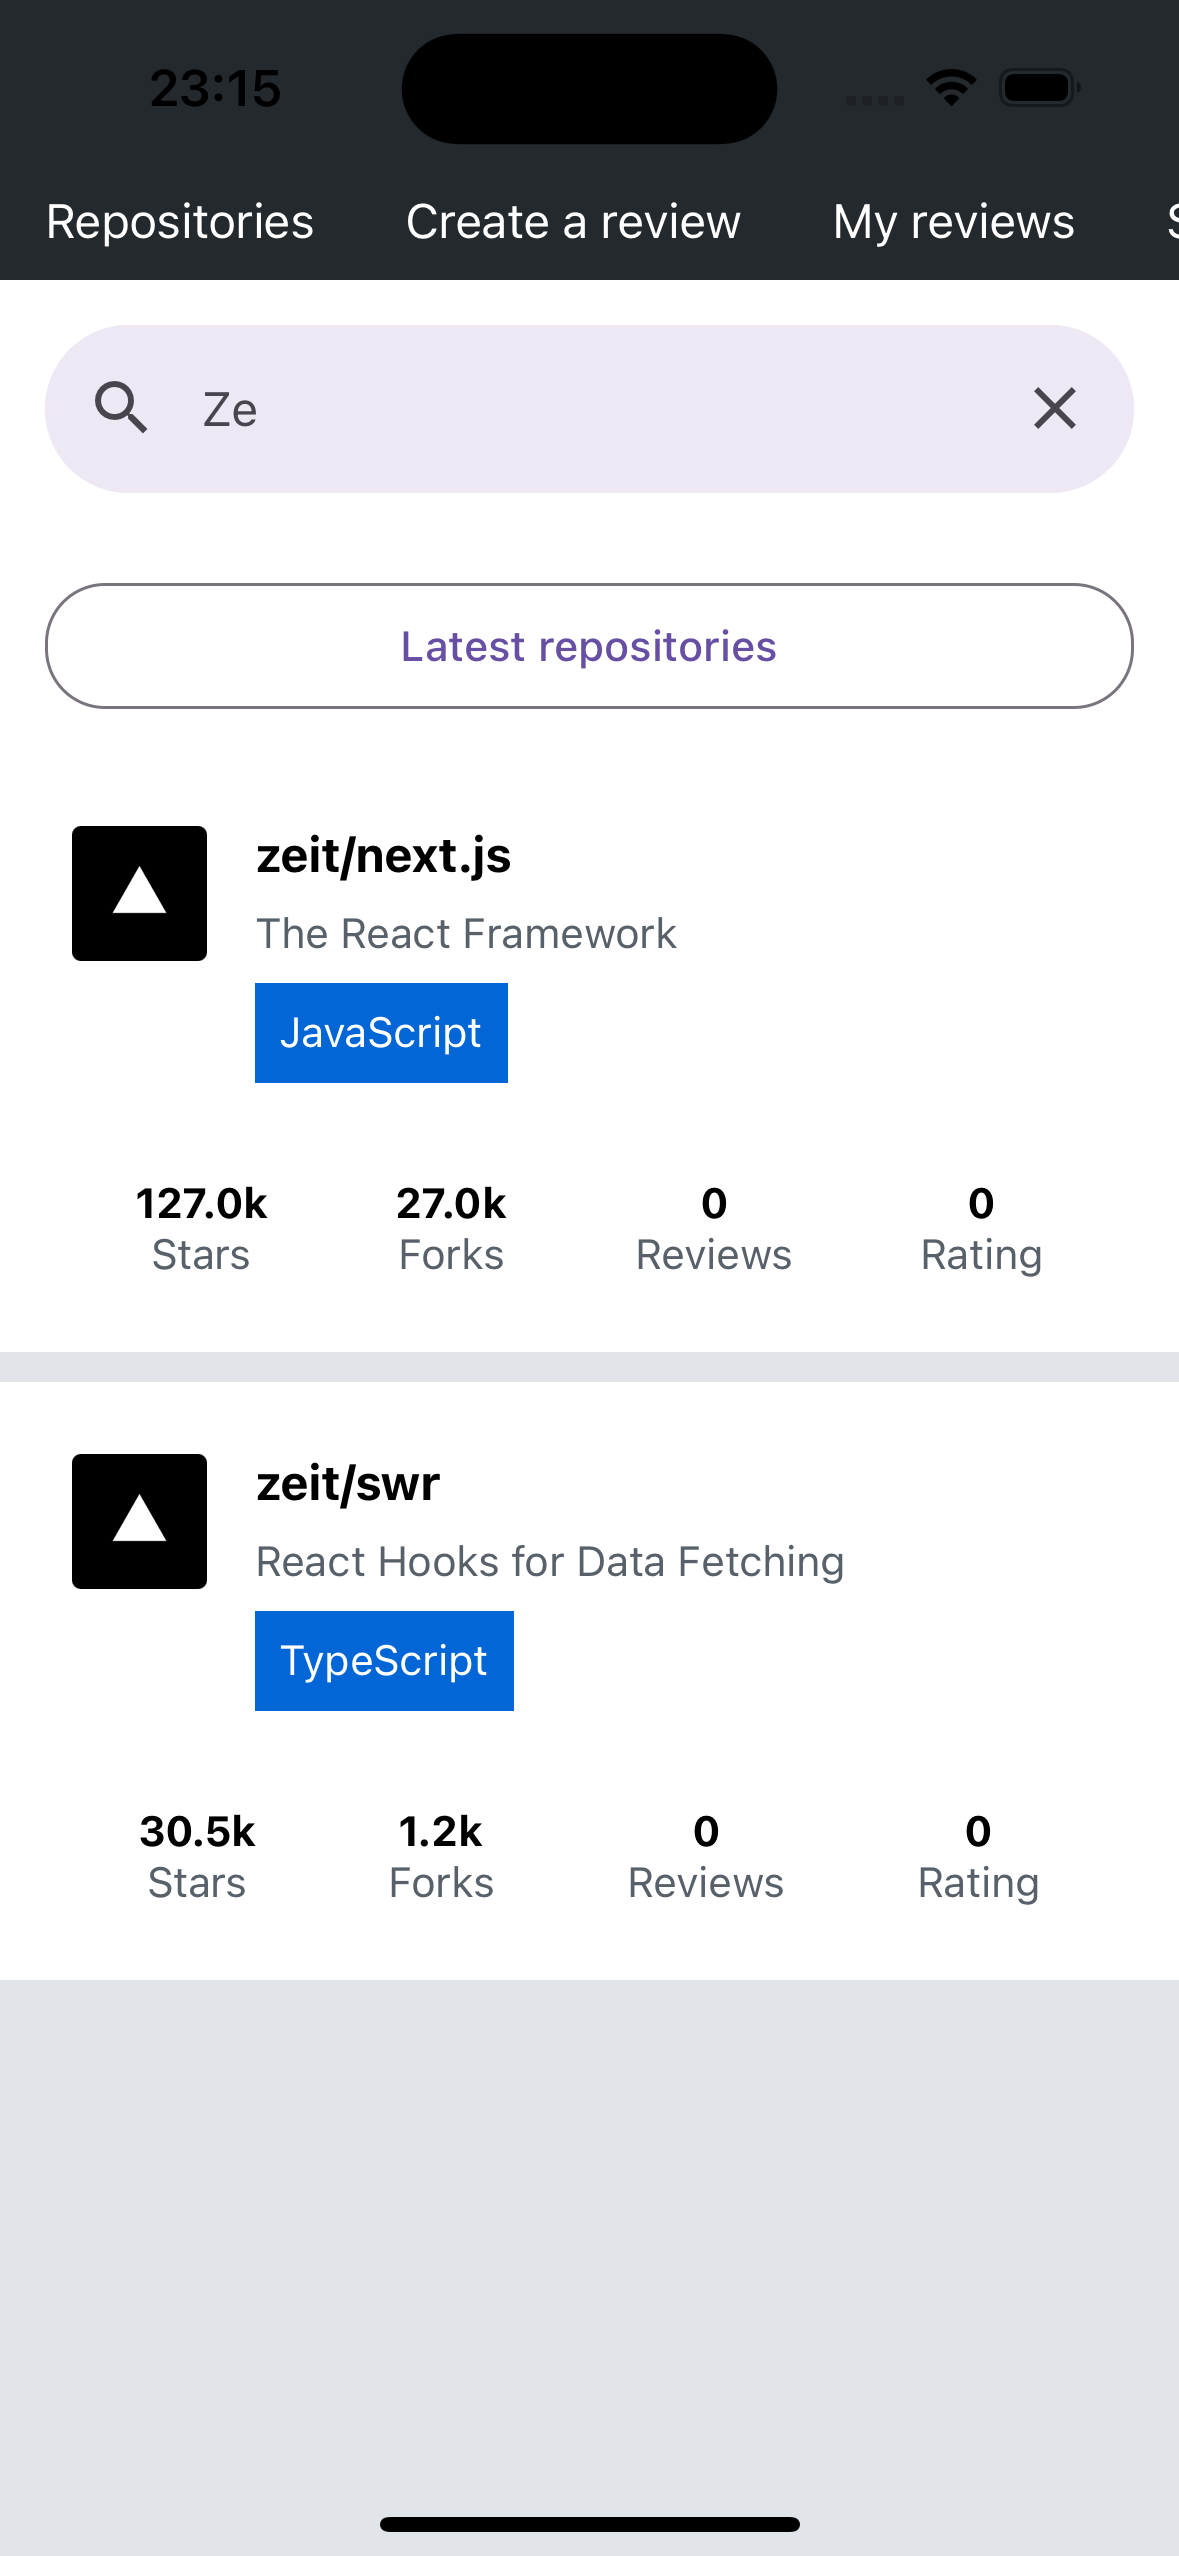 23:15
Repositories Create a review My reviews S
Ze
Latest repositories
zeit/next.js
The React Framework
JavaScript
127.0k 27.0k 0 0
Stars Forks Reviews Rating
zeit/swr
React Hooks for Data Fetching
TypeScript
30.5k 1.2k 0 0
Stars Forks Reviews Rating